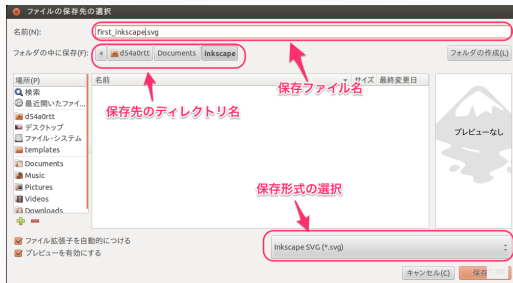 ファイルの保存先の選択
名前(N): first_inkscape.svg
保存ファイル名
フォルダの中に保存(F): d54a0rtt Documents inkscape フォルダの作成(L)
保存先のディレクトリ名
場所(P) 名前 サイズ 最終変更日
検索
最近開いたファイ...
d54a0rtt
デスクトップ
ファイル・システム
templates
Documents
Music
Pictures
Videos
Downloads
プレビューなし
保存形式の選択
ファイル拡張子を自動的につける
プレビューを有効にする
Inkscape SVG (*.svg)
キャンセル(C) 保存